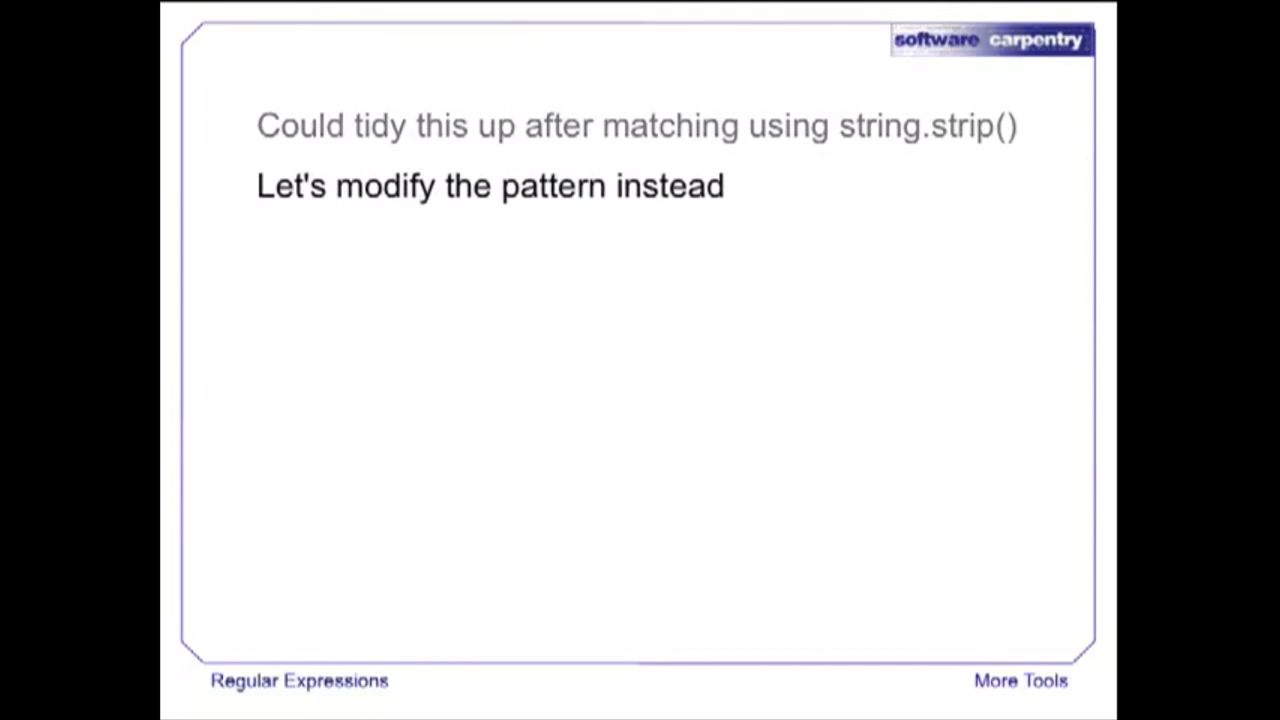 software carpentry
Could tidy this up after matching using string.strip()
Let's modify the pattern instead
Regular Expressions
More Tools